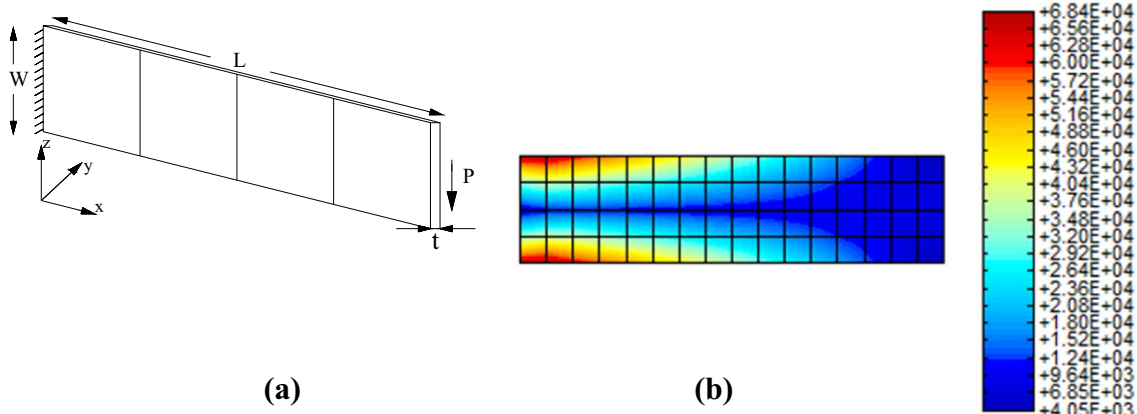 W
L
z
y
x
P
t
(a)
(b)
+6.84E+04
+6.56E+04
+6.28E+04
+6.00E+04
+5.72E+04
+5.44E+04
+5.16E+04
+4.88E+04
+4.60E+04
+4.32E+04
+4.04E+04
+3.76E+04
+3.48E+04
+3.20E+04
+2.92E+04
+2.64E+04
+2.36E+04
+2.08E+04
+1.80E+04
+1.52E+04
+1.24E+04
+9.64E+03
+6.85E+03
+4.05E+03